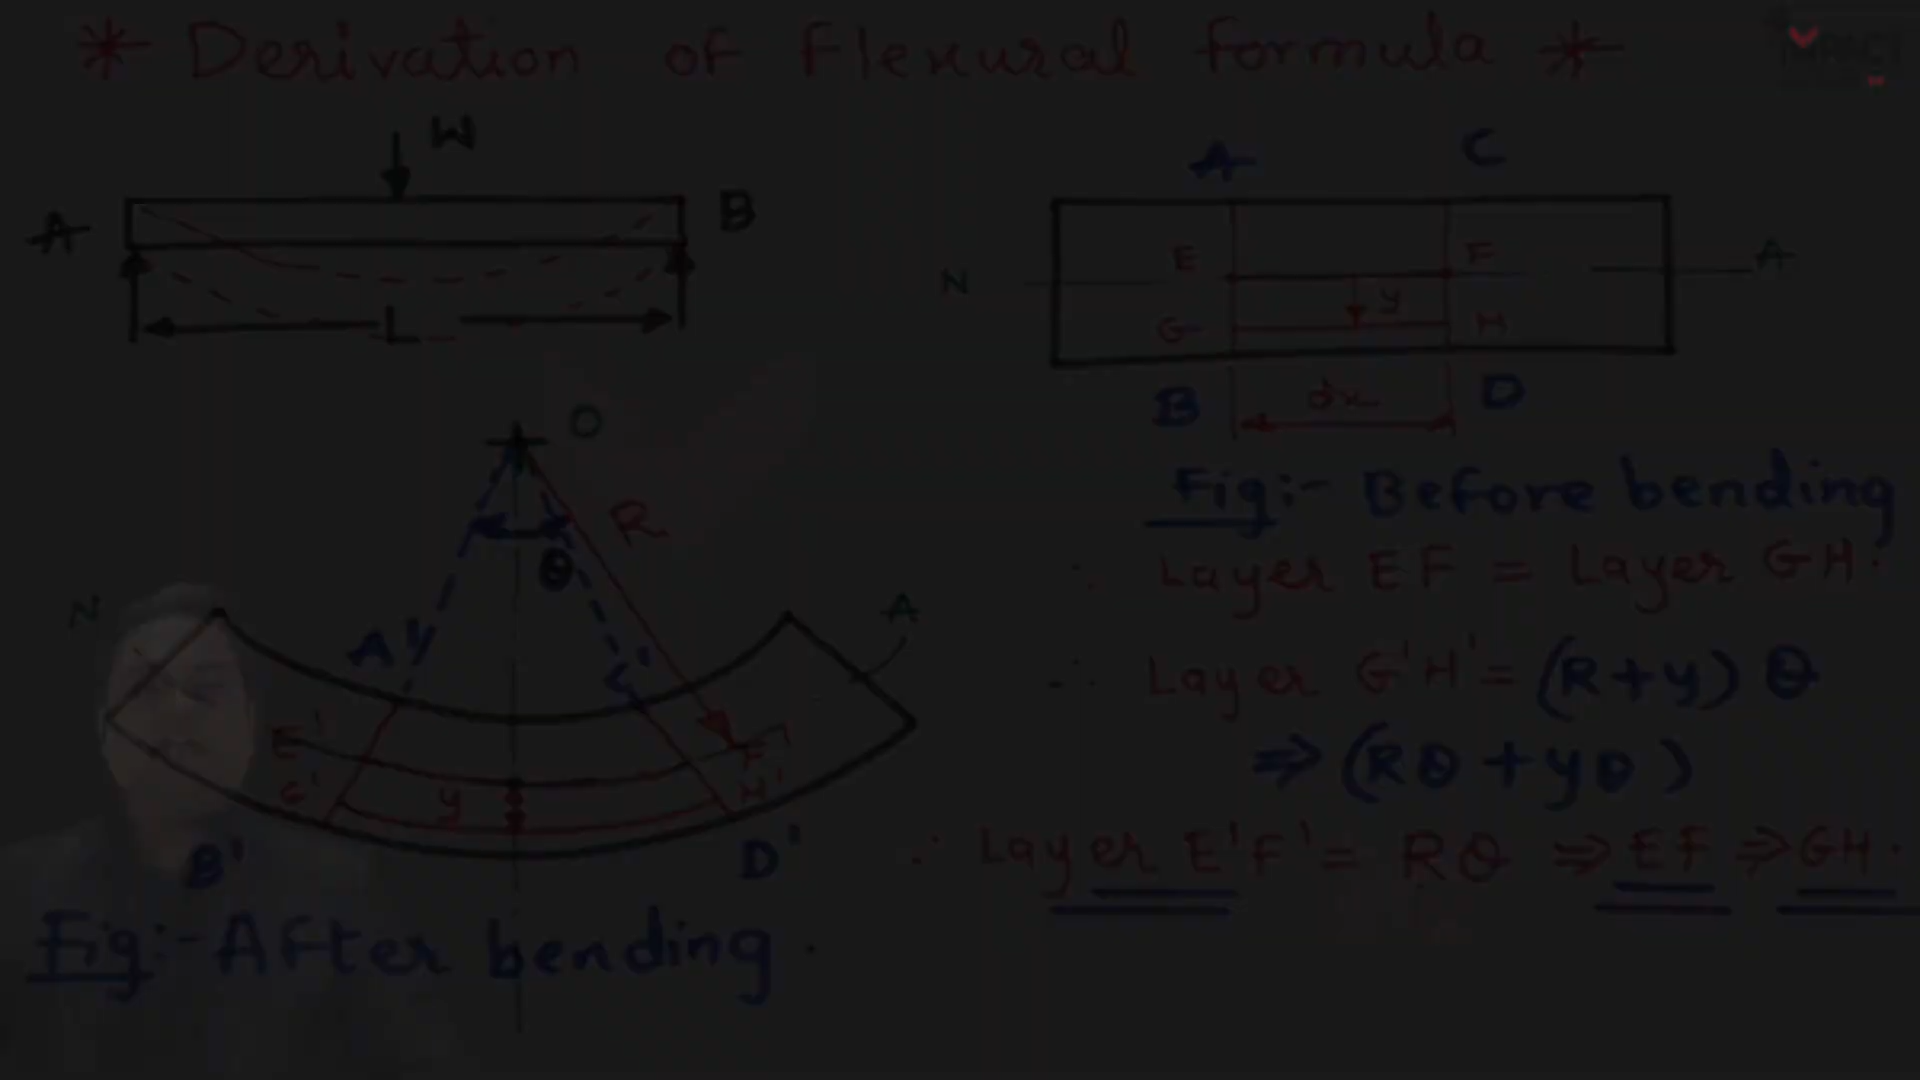 * Derivation of Flexural formula *
W
A
B
L
A
C
N
E
F
A
y
G
H
B
dx
D
Fig:- Before bending
∴ Layer EF = Layer GH.
∴ Layer G'H' = (R+y) θ
⇒ (Rθ + yθ)
∴ Layer E'F' = Rθ ⇒ EF ⇒ GH.
O
R
θ
N
A
A'
C'
E'
F'
G'
y
H'
B'
D'
Fig:- After bending.